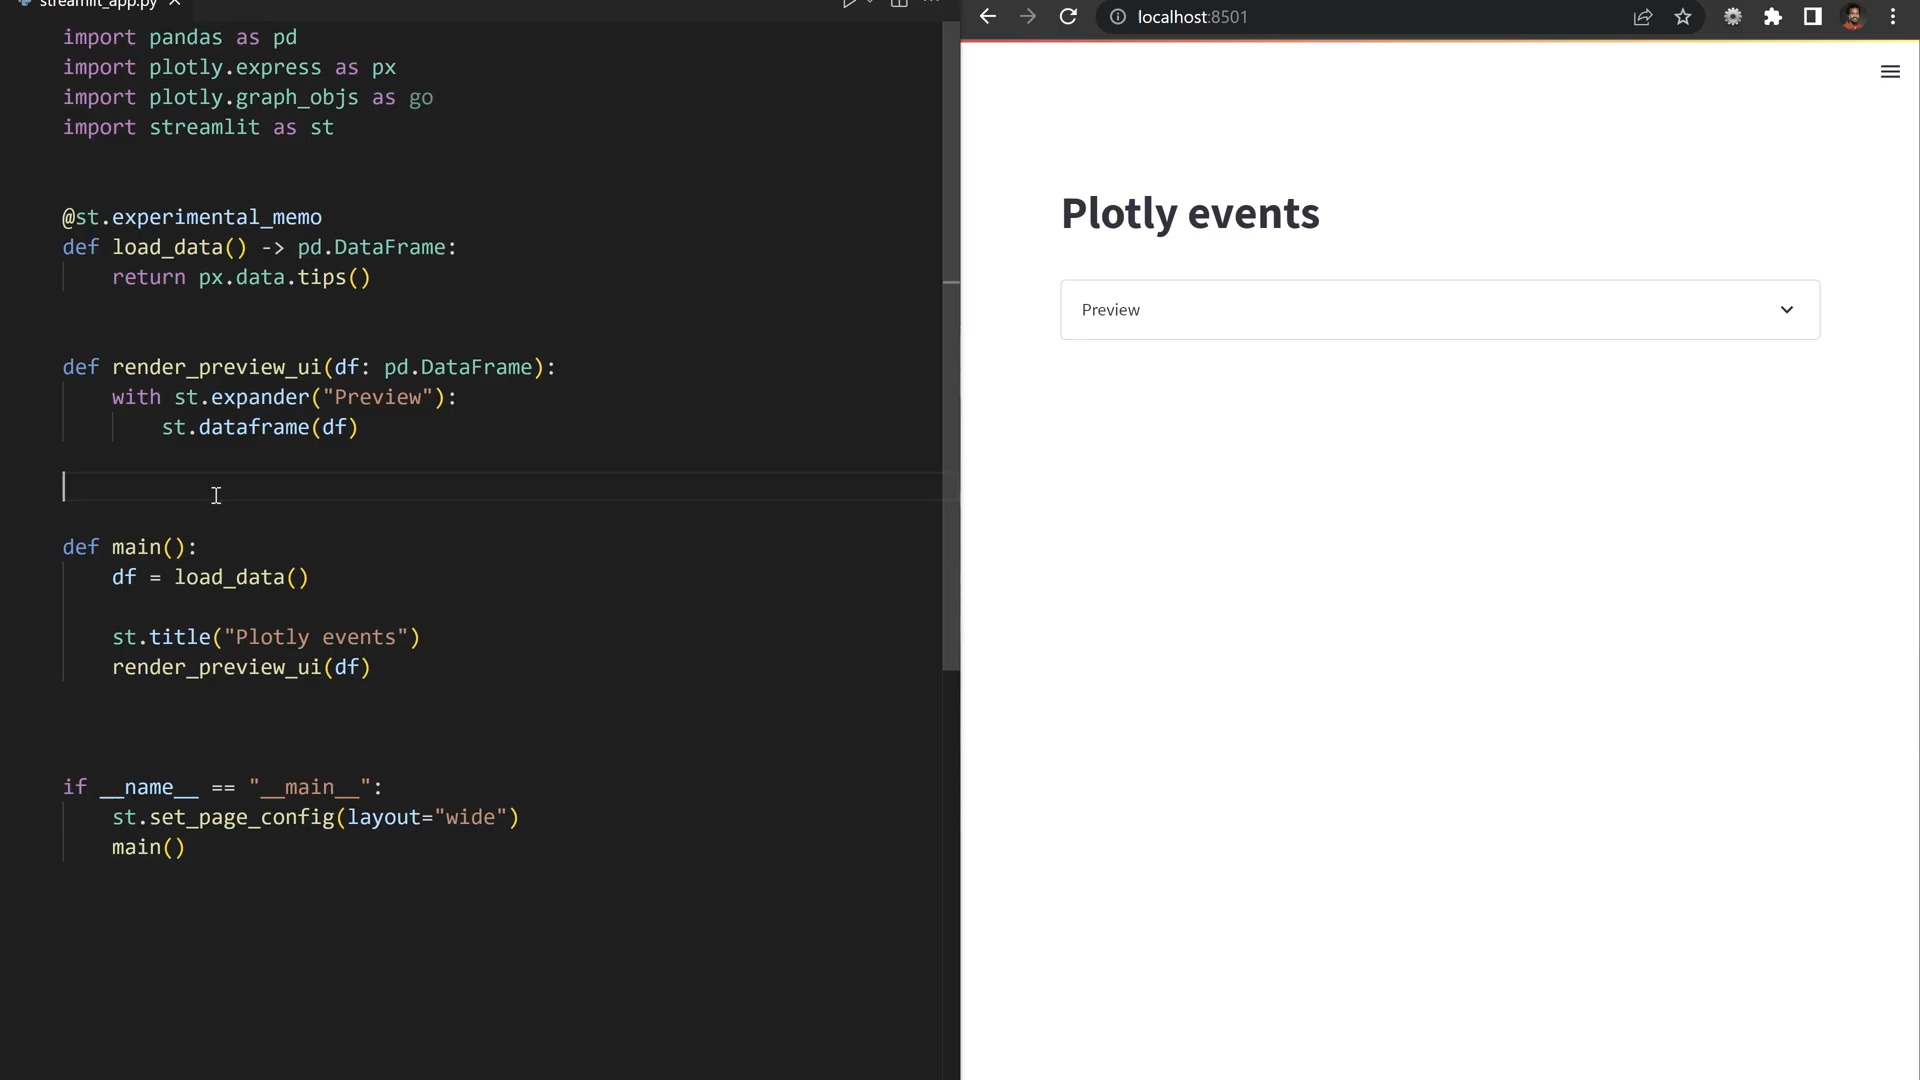 streamlit_app.py
import pandas as pd
import plotly.express as px
import plotly.graph_objs as go
import streamlit as st
@st.experimental_memo
def load_data() -> pd.DataFrame:
    return px.data.tips()
def render_preview_ui(df: pd.DataFrame):
    with st.expander("Preview"):
        st.dataframe(df)
def main():
    df = load_data()
    st.title("Plotly events")
    render_preview_ui(df)
if __name__ == "__main__":
    st.set_page_config(layout="wide")
    main()
localhost:8501
Plotly events
Preview